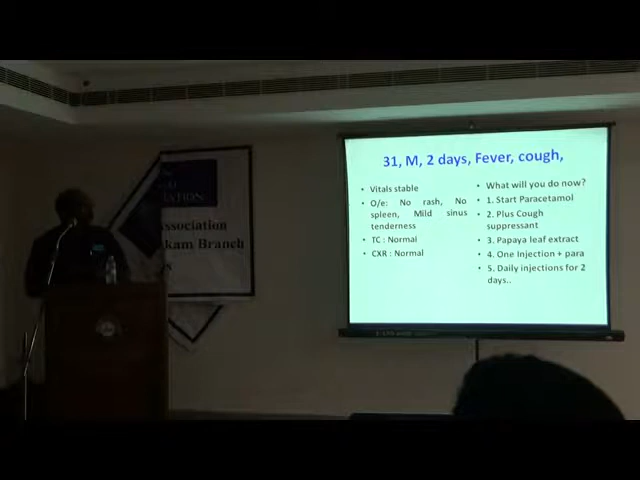 ASSOCIATION
Association
kam Branch
31, M, 2 days, Fever, cough,
• Vitals stable
• O/e: No rash, No
spleen, Mild sinus
tenderness
• TC : Normal
• CXR : Normal
• What will you do now?
• 1. Start Paracetamol
• 2. Plus Cough
suppressant
• 3. Papaya leaf extract
• 4. One Injection + para
• 5. Daily injections for 2
days..